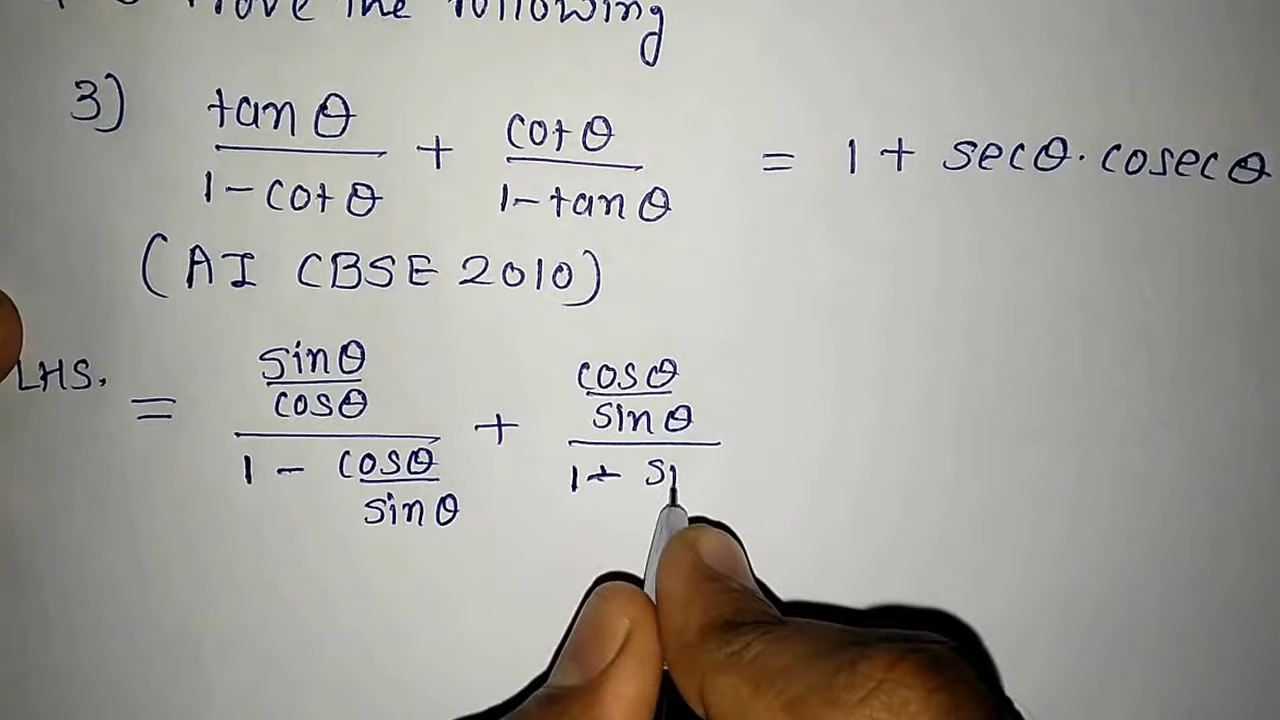 Prove the following
3) tanθ / 1-cotθ + cotθ / 1-tanθ = 1 + secθ·cosecθ
(AI CBSE 2010)
LHS. = sinθ/cosθ / 1 - cosθ/sinθ + cosθ/sinθ / 1+ si